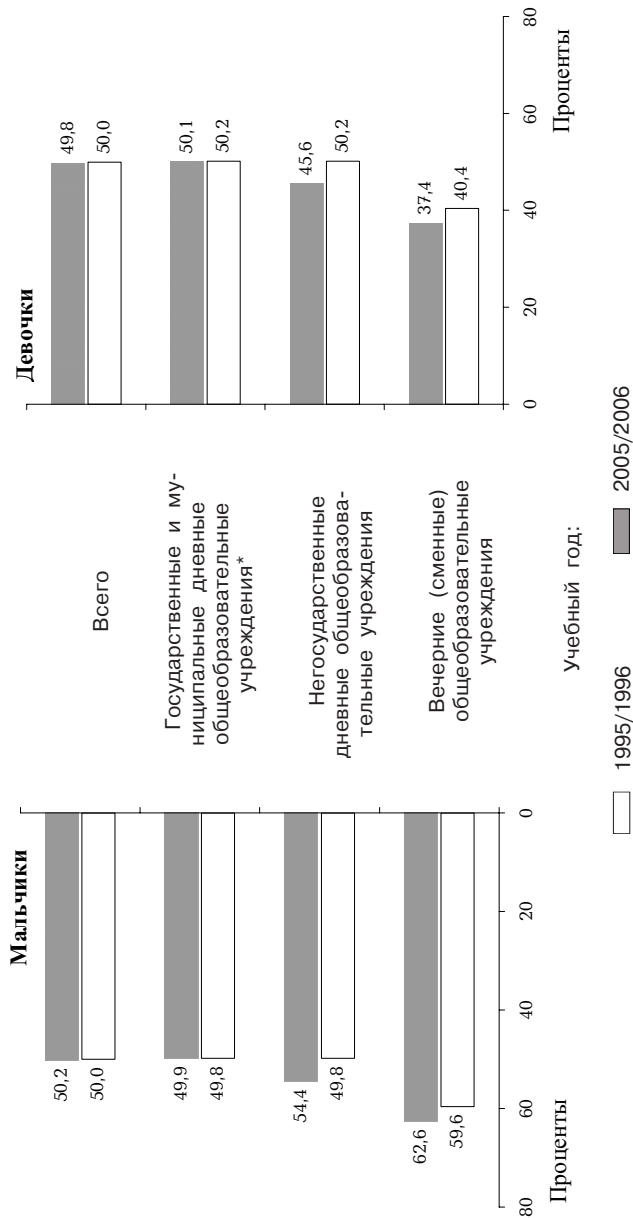 Мальчики
Девочки
50,2
50,0
Всего
49,8
50,0
49,9
49,8
Государственные и му-
ниципальные дневные
общеобразовательные
учреждения*
50,1
50,2
54,4
49,8
Негосударственные
дневные общеобразова-
тельные учреждения
45,6
50,2
62,6
59,6
Вечерние (сменные)
общеобразовательные
учреждения
37,4
40,4
80 60 40 20 0
0 20 40 60 80
Проценты
Проценты
Учебный год:
1995/1996
2005/2006